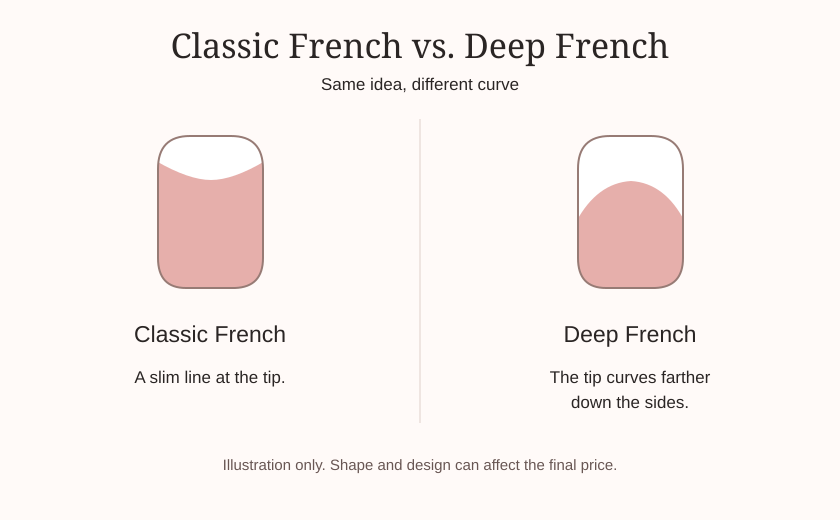 Classic French vs. Deep French
Same idea, different curve
Classic French
A slim line at the tip.
Deep French
The tip curves farther
down the sides.
Illustration only. Shape and design can affect the final price.